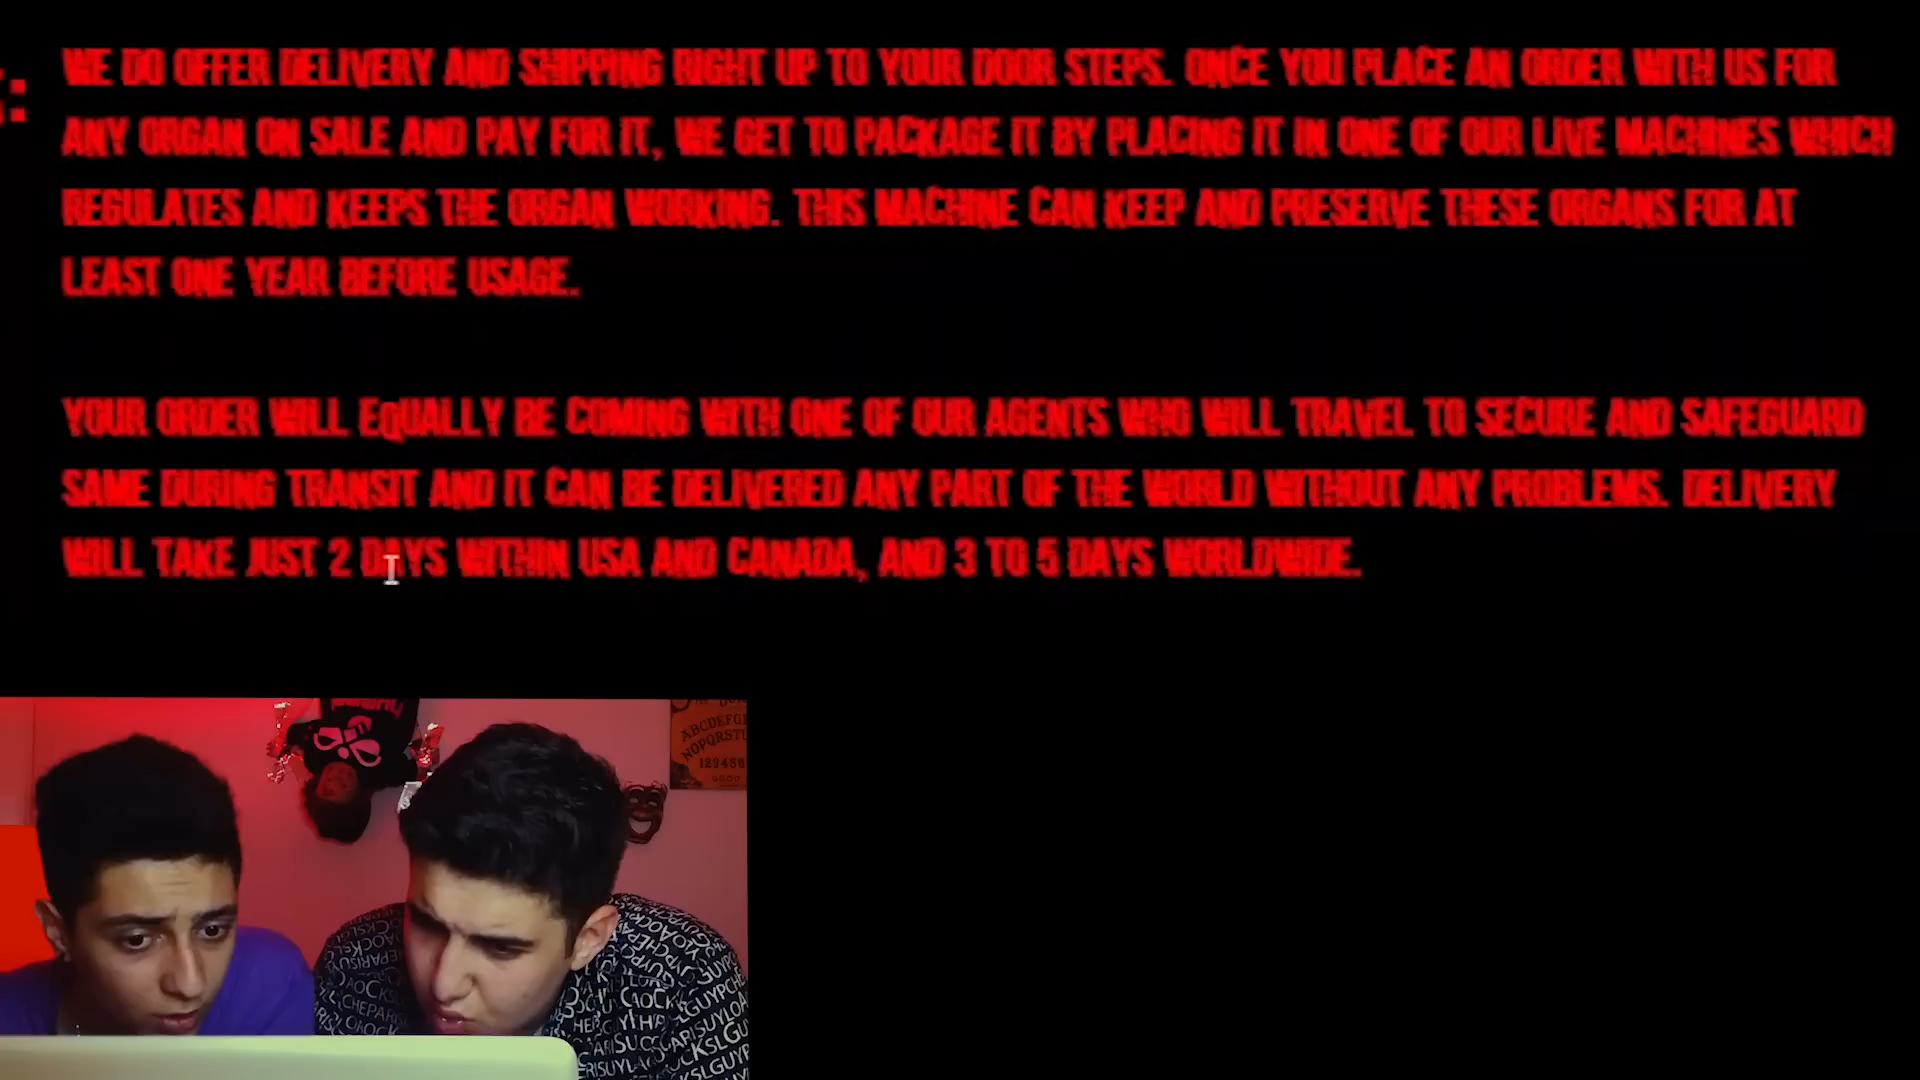 WE DO OFFER DELIVERY AND SHIPPING RIGHT UP TO YOUR DOOR STEPS. ONCE YOU PLACE AN ORDER WITH US FOR
ANY ORGAN ON SALE AND PAY FOR IT, WE GET TO PACKAGE IT BY PLACING IT IN ONE OF OUR LIVE MACHINES WHICH
REGULATES AND KEEPS THE ORGAN WORKING. THIS MACHINE CAN KEEP AND PRESERVE THESE ORGANS FOR AT
LEAST ONE YEAR BEFORE USAGE.
YOUR ORDER WILL EQUALLY BE COMING WITH ONE OF OUR AGENTS WHO WILL TRAVEL TO SECURE AND SAFEGUARD
SAME DURING TRANSIT AND IT CAN BE DELIVERED ANY PART OF THE WORLD WITHOUT ANY PROBLEMS. DELIVERY
WILL TAKE JUST 2 DAYS WITHIN USA AND CANADA, AND 3 TO 5 DAYS WORLDWIDE.
ABCDEFG
NOPQRSTU
123456